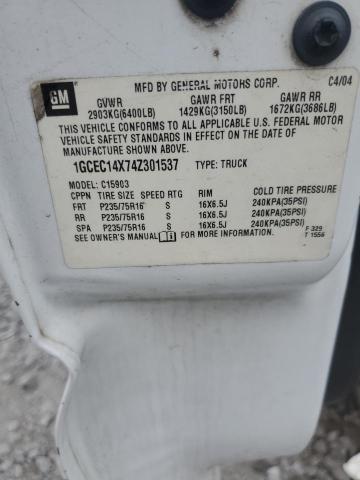 GM
MFD BY GENERAL MOTORS CORP. C4/04
GVWR GAWR FRT GAWR RR
2903KG(6400LB) 1429KG(3150LB) 1672KG(3686LB)
THIS VEHICLE CONFORMS TO ALL APPLICABLE U.S. FEDERAL MOTOR
VEHICLE SAFETY STANDARDS IN EFFECT ON THE DATE OF
MANUFACTURE SHOWN ABOVE.
1GCEC14X74Z301537 TYPE: TRUCK
MODEL: C15903
CPPN TIRE SIZE SPEED RTG RIM COLD TIRE PRESSURE
FRT P235/75R16 S 16X6.5J 240KPA(35PSI)
RR P235/75R16 S 16X6.5J 240KPA(35PSI)
SPA P235/75R16 S 16X6.5J 240KPA(35PSI)
SEE OWNER'S MANUAL FOR MORE INFORMATION. F 329
T 1556